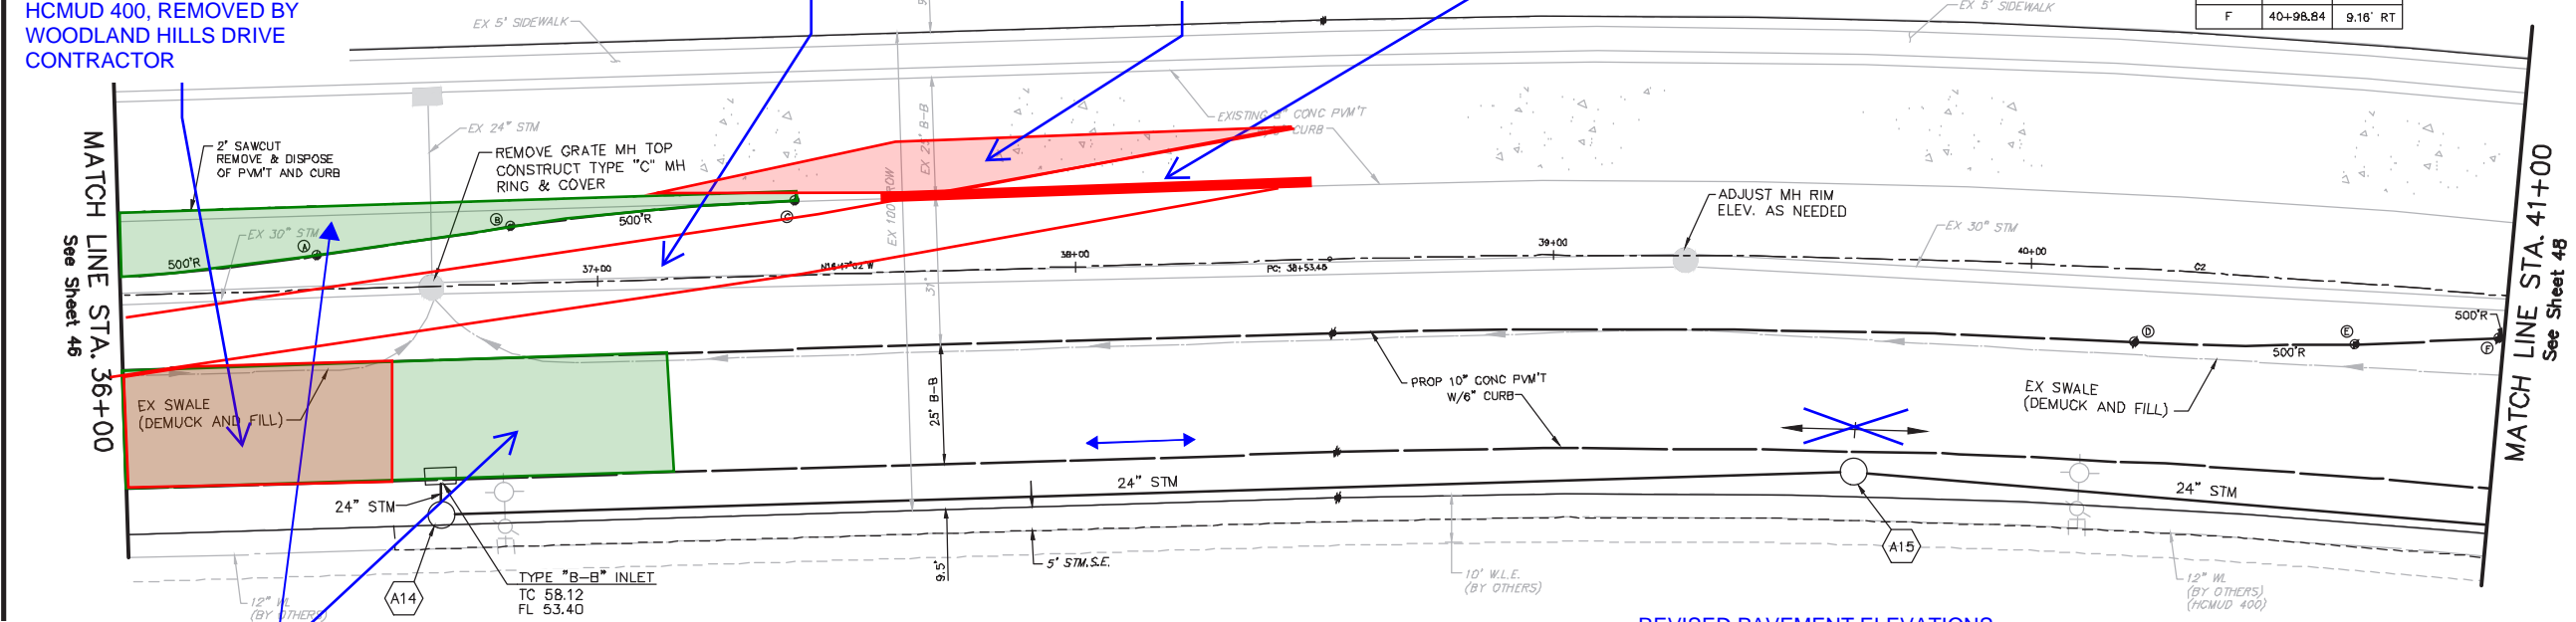 HCMUD 400, REMOVED BY
WOODLAND HILLS DRIVE
CONTRACTOR
EX 5' SIDEWALK
EX 5' SIDEWALK
F 40+98.84 9.16' RT
MATCH LINE STA. 36+00
See Sheet 46
2' SAWCUT
REMOVE & DISPOSE
OF PVM'T AND CURB
EX 24" STM
REMOVE GRATE MH TOP
CONSTRUCT TYPE "C" MH
RING & COVER
EX 100' ROW
EX 25' B-B
EXISTING CONC PVM'T
CURB
ADJUST MH RIM
ELEV. AS NEEDED
EX 30" STM
EX 30" STM
A
B
C
500'R
500'R
37+00
38+00
PC: 38+53.48
39+00
40+00
C2
31'
500'R
D
E
F
500'R
MATCH LINE STA. 41+00
See Sheet 48
EX SWALE
(DEMUCK AND FILL)
25' B-B
PROP 10" CONC PVM'T
W/6" CURB
EX SWALE
(DEMUCK AND FILL)
24" STM
24" STM
24" STM
A14
TYPE "B-B" INLET
TC 58.12
FL 53.40
9.5'
5' STM.S.E.
10' W.L.E.
(BY OTHERS)
A15
12" WL
(BY OTHERS)
12" WL
(BY OTHERS)
(HCMUD 400)
REVISED PAVEMENT ELEVATIONS